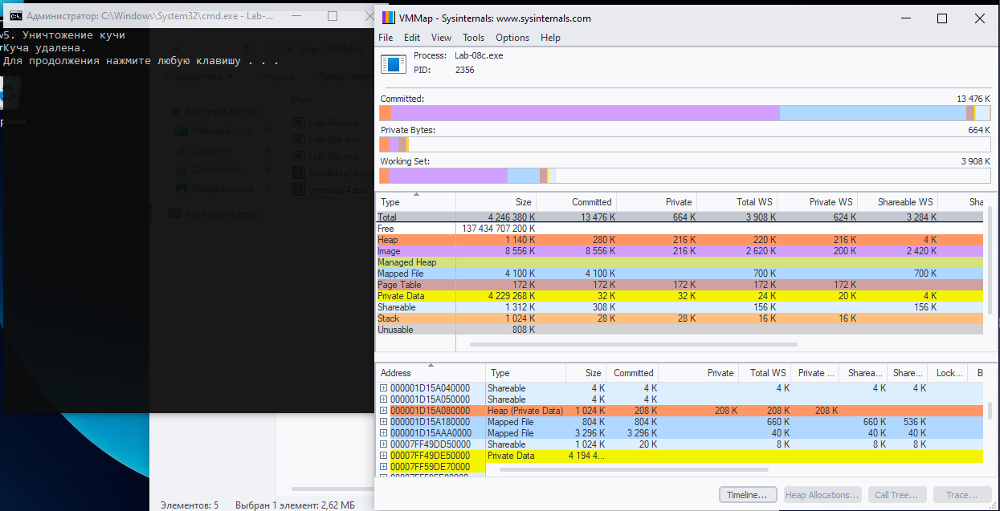 Администратор: C:\Windows\System32\cmd.exe - Lab-...
5. Уничтожение кучи
Куча удалена.
Для продолжения нажмите любую клавишу . . .
User-31983d9d
Упорядочить
Открыть
Предоставл
Имя
Быстрый доступ
Рабочий стол
Загрузки
Документы
Изображения
Мой компьютер
Lab-08a.exe
Lab-08b.exe
Lab-08c.exe
RAMMap64.exe
vmmap64.exe
рзина
Элементов: 5 Выбран 1 элемент: 2,62 МБ
VMMap - Sysinternals: www.sysinternals.com
File Edit View Tools Options Help
Process: Lab-08c.exe
PID: 2356
Committed: 13 476 K
Private Bytes: 664 K
Working Set: 3 908 K
Type Size Committed Private Total WS Private WS Shareable WS Sha
Total 4 246 380 K 13 476 K 664 K 3 908 K 624 K 3 284 K
Free 137 434 707 200 K
Heap 1 140 K 280 K 216 K 220 K 216 K 4 K
Image 8 556 K 8 556 K 216 K 2 620 K 200 K 2 420 K
Managed Heap
Mapped File 4 100 K 4 100 K 700 K 700 K
Page Table 172 K 172 K 172 K 172 K 172 K
Private Data 4 229 268 K 32 K 32 K 24 K 20 K 4 K
Shareable 1 312 K 308 K 156 K 156 K
Stack 1 024 K 28 K 28 K 16 K 16 K
Unusable 808 K
Address Type Size Committed Private Total WS Private ... Sharea... Share... Lock... B
000001D15A040000 Shareable 4 K 4 K 4 K 4 K 4 K
000001D15A050000 Shareable 4 K 4 K
000001D15A080000 Heap (Private Data) 1 024 K 208 K 208 K 208 K 208 K
000001D15A180000 Mapped File 804 K 804 K 660 K 660 K 536 K
000001D15AAA0000 Mapped File 3 296 K 3 296 K 40 K 40 K 40 K
00007FF49DD50000 Shareable 1 024 K 20 K 8 K 8 K 8 K
00007FF49DE50000 Private Data 4 194 4...
00007FF59DE70000
Timeline... Heap Allocations... Call Tree... Trace...